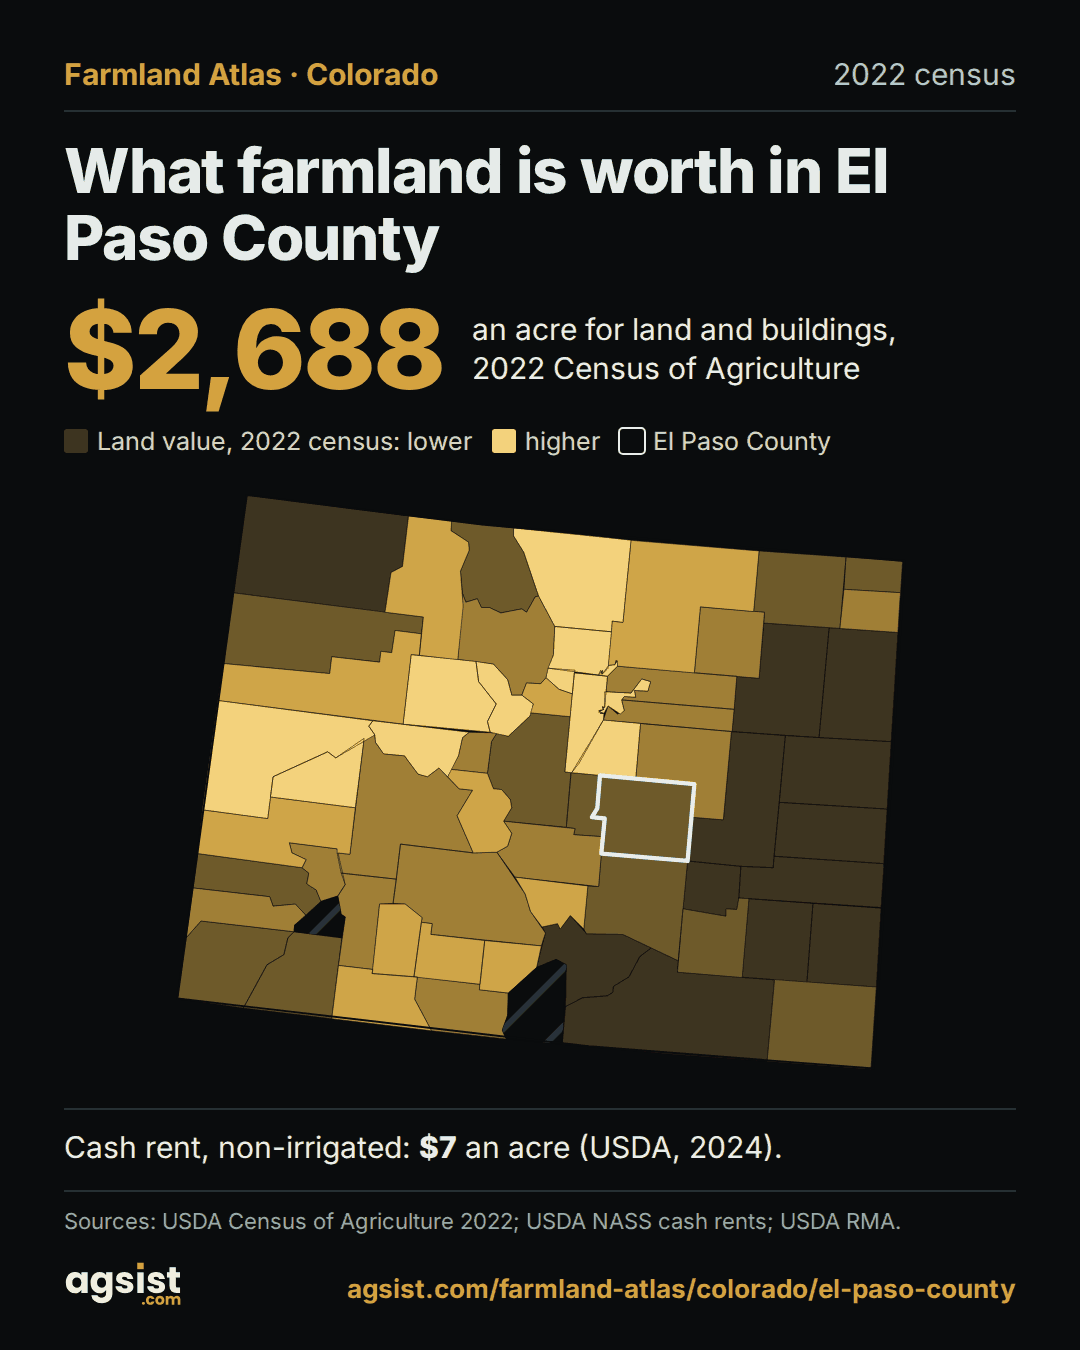 Farmland Atlas · Colorado
2022 census
What farmland is worth in El
Paso County
$2,688
an acre for land and buildings,
2022 Census of Agriculture
Land value, 2022 census: lower
higher
El Paso County
Cash rent, non-irrigated: $7 an acre (USDA, 2024).
Sources: USDA Census of Agriculture 2022; USDA NASS cash rents; USDA RMA.
agsist
.com
agsist.com/farmland-atlas/colorado/el-paso-county